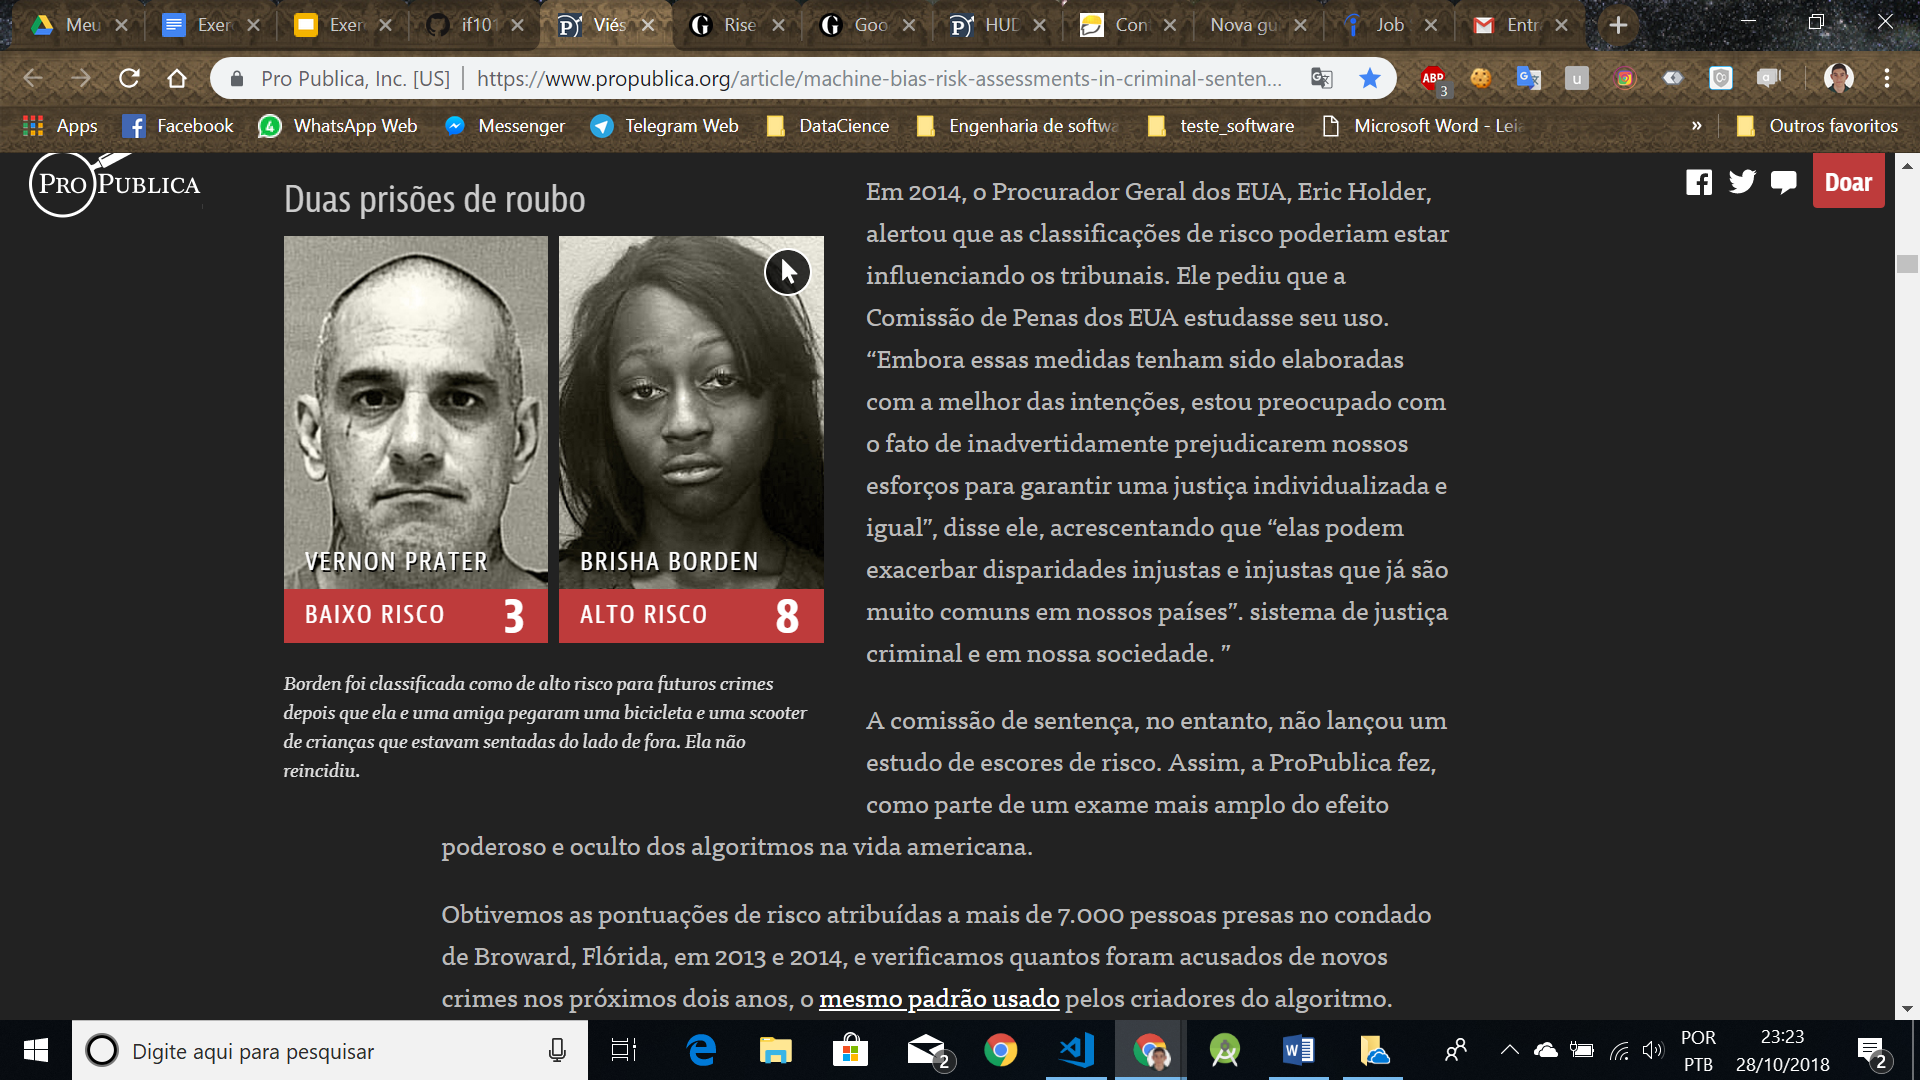 Meu
Exer
Exer
if101
Viés
Rise
Goo
HUD
Con
Nova gu
Job
Entr
Pro Publica, Inc. [US]
https://www.propublica.org/article/machine-bias-risk-assessments-in-criminal-senten...
ABP
3
u
Apps
Facebook
4
WhatsApp Web
Messenger
Telegram Web
DataCience
Engenharia de softwa
teste_software
Microsoft Word - Leia
»
Outros favoritos
PROPUBLICA
Doar
Duas prisões de roubo
VERNON PRATER
BRISHA BORDEN
BAIXO RISCO 3
ALTO RISCO 8
Borden foi classificada como de alto risco para futuros crimes
depois que ela e uma amiga pegaram uma bicicleta e uma scooter
de crianças que estavam sentadas do lado de fora. Ela não
reincidiu.
Em 2014, o Procurador Geral dos EUA, Eric Holder,
alertou que as classificações de risco poderiam estar
influenciando os tribunais. Ele pediu que a
Comissão de Penas dos EUA estudasse seu uso.
“Embora essas medidas tenham sido elaboradas
com a melhor das intenções, estou preocupado com
o fato de inadvertidamente prejudicarem nossos
esforços para garantir uma justiça individualizada e
igual”, disse ele, acrescentando que “elas podem
exacerbar disparidades injustas e injustas que já são
muito comuns em nossos países”. sistema de justiça
criminal e em nossa sociedade. ”
A comissão de sentença, no entanto, não lançou um
estudo de escores de risco. Assim, a ProPublica fez,
como parte de um exame mais amplo do efeito
poderoso e oculto dos algoritmos na vida americana.
Obtivemos as pontuações de risco atribuídas a mais de 7.000 pessoas presas no condado
de Broward, Flórida, em 2013 e 2014, e verificamos quantos foram acusados de novos
crimes nos próximos dois anos, o mesmo padrão usado pelos criadores do algoritmo.
Digite aqui para pesquisar
2
POR
PTB
23:23
28/10/2018
2